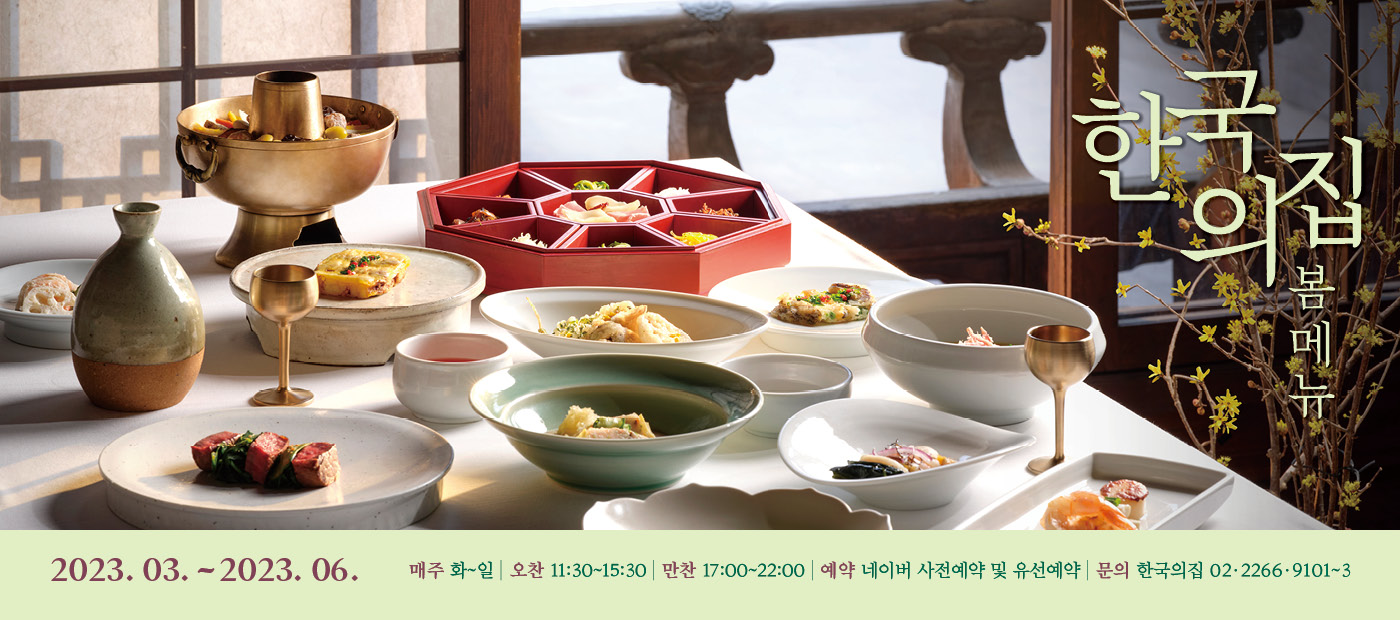 한국의집
봄 메뉴
2023. 03. ~ 2023. 06.
매주 화~일 | 오찬 11:30~15:30 | 만찬 17:00~22:00 | 예약 네이버 사전예약 및 유선예약 | 문의 한국의집 02·2266·9101~3